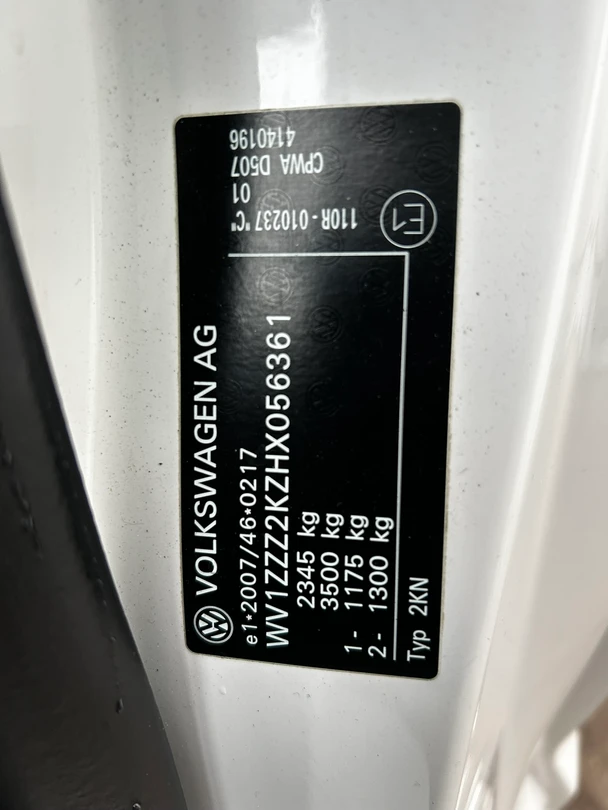 VOLKSWAGEN AG
e1*2007/46*0217
WV1ZZZ2KZHX056361
2345 kg
3500 kg
1- 1175 kg
2- 1300 kg
Typ 2KN
E1
110R-010237 "C"
01
CPWA D507
4140196